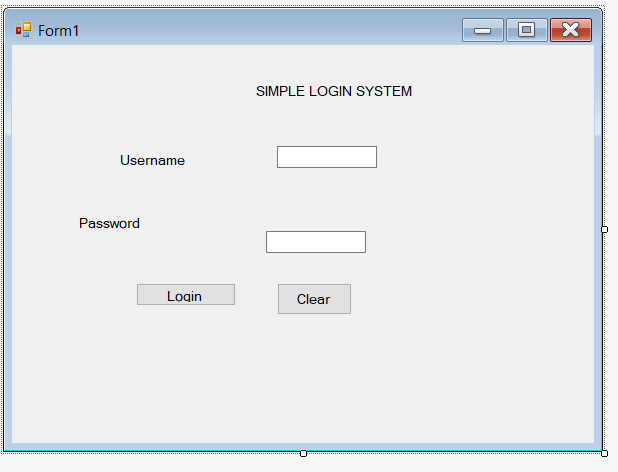 Form1
SIMPLE LOGIN SYSTEM
Username
Password
Login
Clear